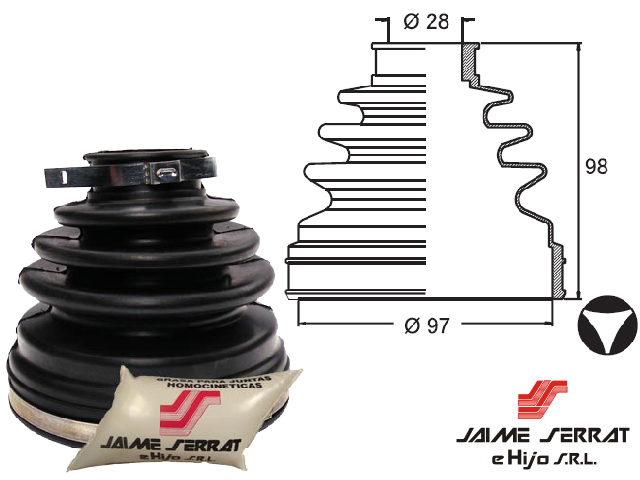 Ø 28
98
Ø 97
GRASA PARA JUNTAS
HOMOCINETICAS
JAIME SERRAT
e Hijo S.R.L.
JAIME SERRAT
e Hijo S.R.L.